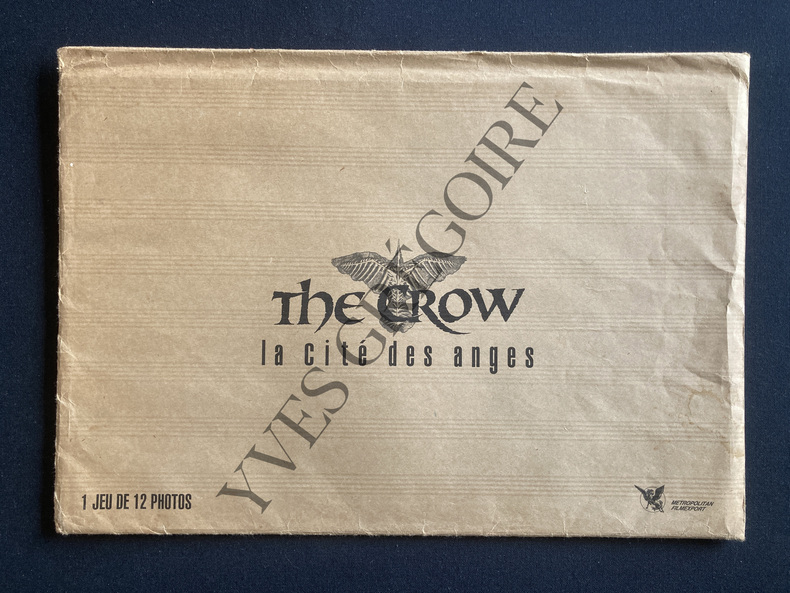 THE CROW
la Cité des anges
YVES GRÉGOIRE
1 JEU DE 12 PHOTOS
METROPOLITAN
FILMEXPORT